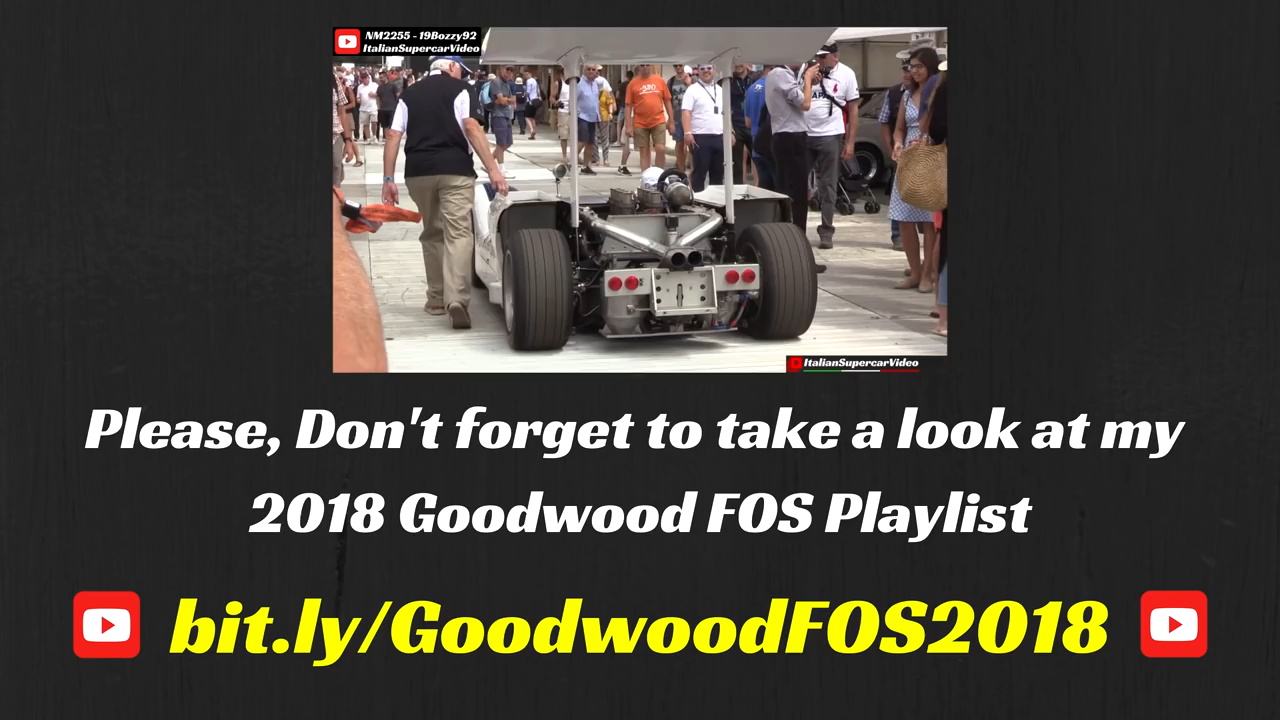 NM2255 - 19Bozzy92
ItalianSupercarVideo
ItalianSupercarVideo
Please, Don't forget to take a look at my
2018 Goodwood FOS Playlist
bit.ly/GoodwoodFOS2018